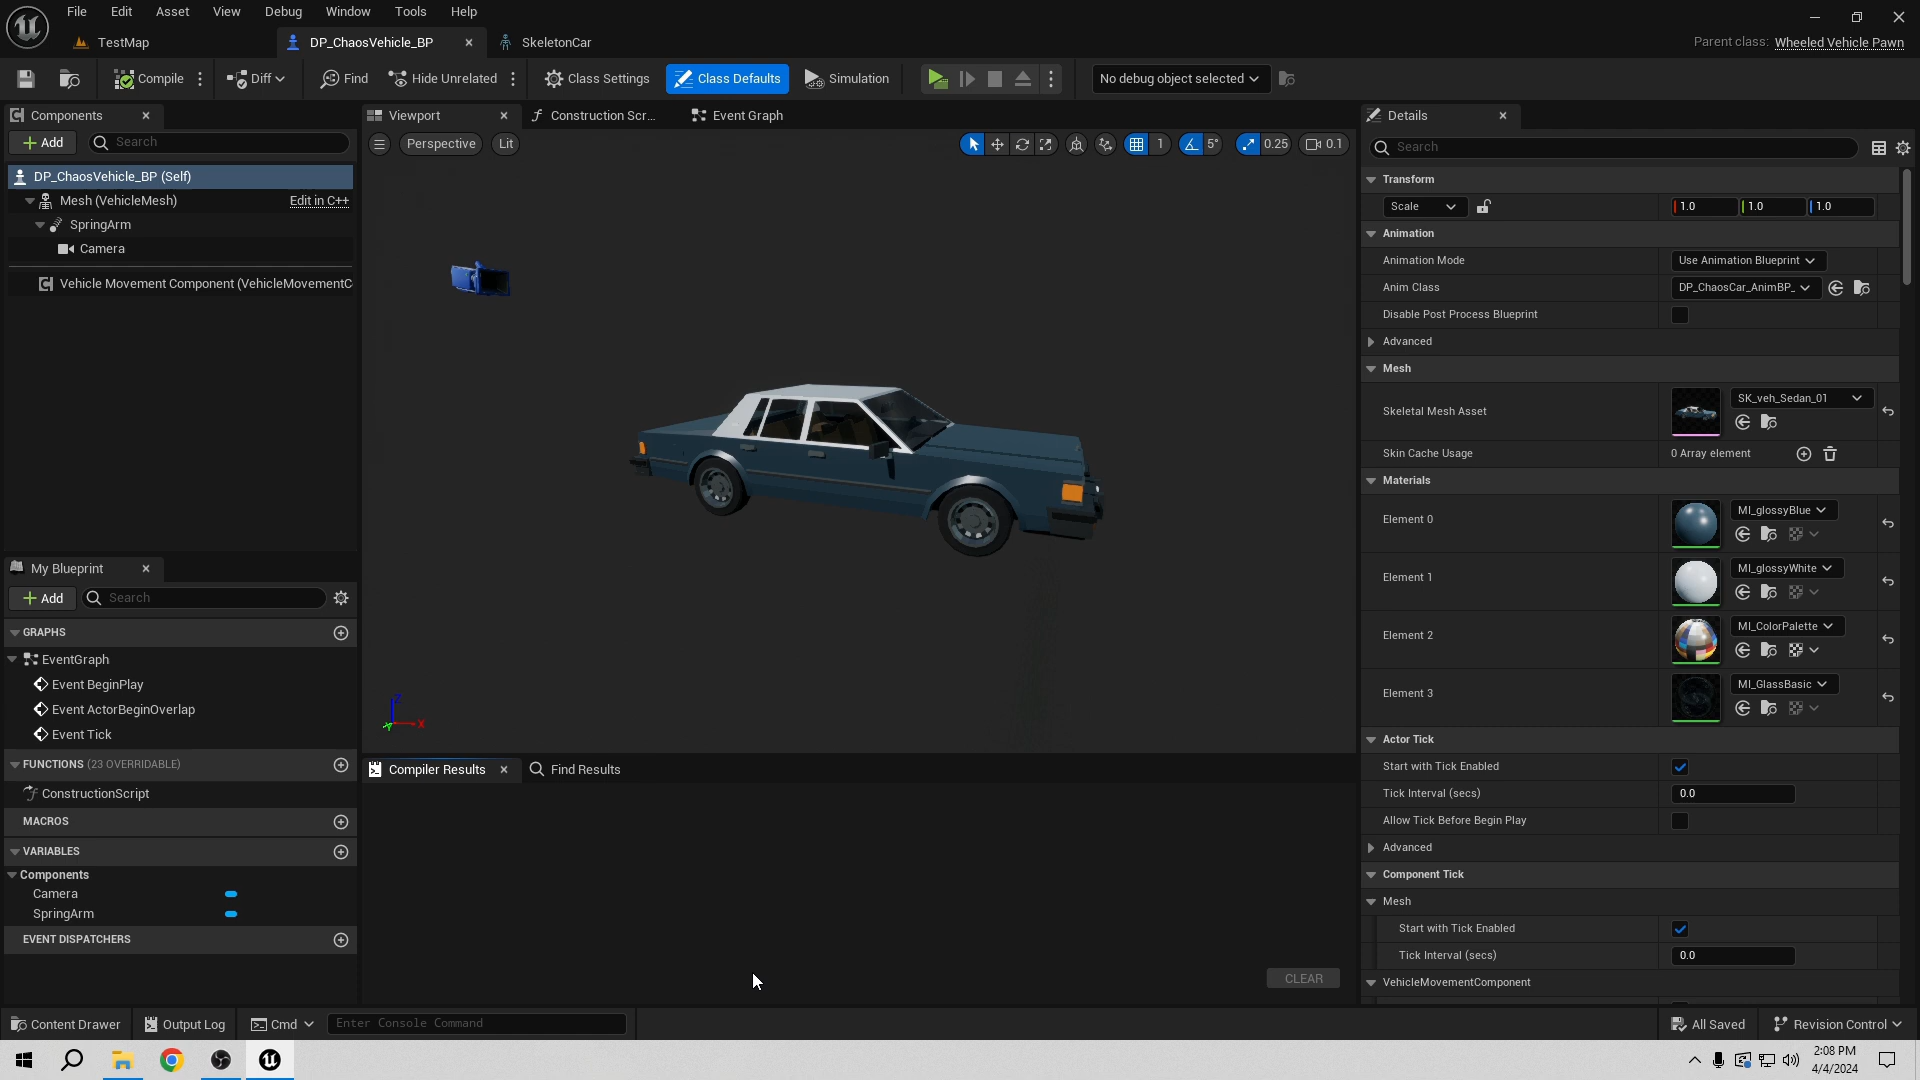 File Edit Asset View Debug Window Tools Help
TestMap DP_ChaosVehicle_BP SkeletonCar Parent class: Wheeled Vehicle Pawn
Compile Diff Find Hide Unrelated Class Settings Class Defaults Simulation No debug object selected
Components Viewport Construction Scr... Event Graph Details
Add Search Perspective Lit 1 5° 0.25 0.1 Search
DP_ChaosVehicle_BP (Self)
Mesh (VehicleMesh) Edit in C++
SpringArm
Camera
Vehicle Movement Component (VehicleMovementC
My Blueprint
Add Search
GRAPHS
EventGraph
Event BeginPlay
Event ActorBeginOverlap
Event Tick
FUNCTIONS (23 OVERRIDABLE)
ConstructionScript
MACROS
VARIABLES
Components
Camera
SpringArm
EVENT DISPATCHERS
Z
X
Y
Compiler Results Find Results
CLEAR
Transform
Scale 1.0 1.0 1.0
Animation
Animation Mode Use Animation Blueprint
Anim Class DP_ChaosCar_AnimBP_
Disable Post Process Blueprint
Advanced
Mesh
Skeletal Mesh Asset SK_veh_Sedan_01
Skin Cache Usage 0 Array element
Materials
Element 0 MI_glossyBlue
Element 1 MI_glossyWhite
Element 2 MI_ColorPalette
Element 3 MI_GlassBasic
Actor Tick
Start with Tick Enabled
Tick Interval (secs) 0.0
Allow Tick Before Begin Play
Advanced
Component Tick
Mesh
Start with Tick Enabled
Tick Interval (secs) 0.0
VehicleMovementComponent
Content Drawer Output Log Cmd Enter Console Command All Saved Revision Control
2:08 PM
4/4/2024